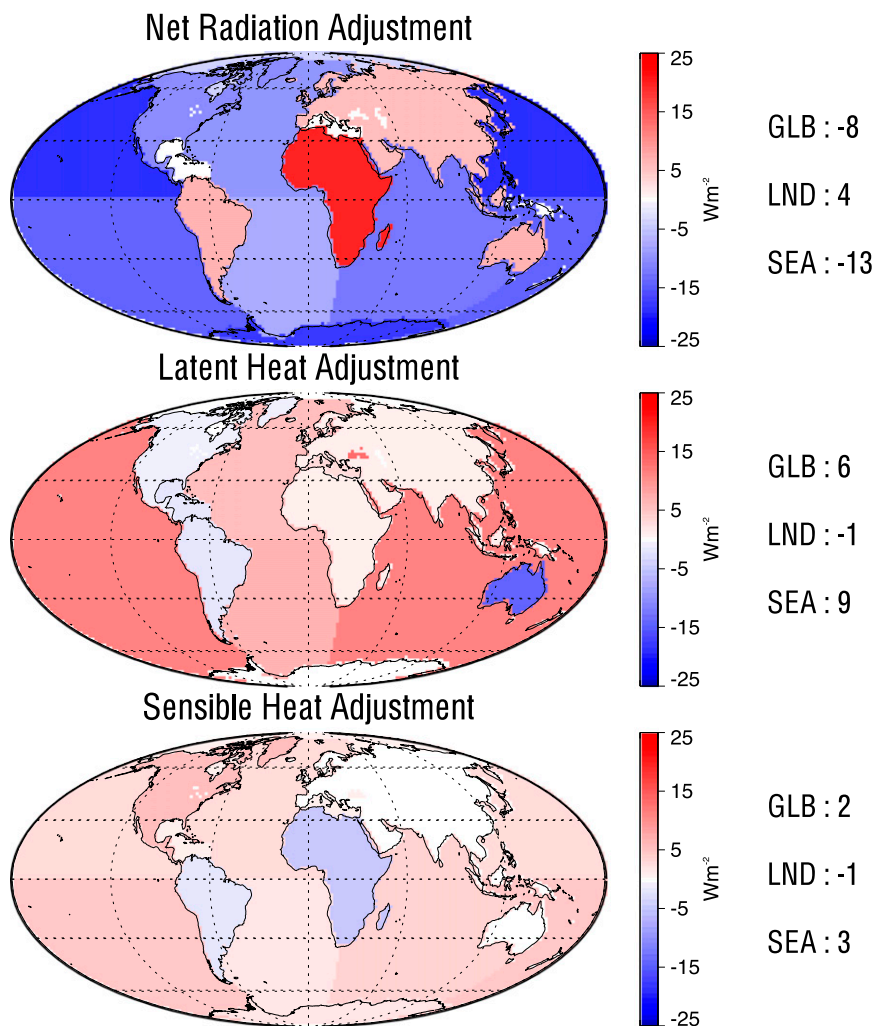 Net Radiation Adjustment
25
15
5
-5
-15
-25
Wm⁻²
GLB : -8
LND : 4
SEA : -13
Latent Heat Adjustment
25
15
5
-5
-15
-25
Wm⁻²
GLB : 6
LND : -1
SEA : 9
Sensible Heat Adjustment
25
15
5
-5
-15
-25
Wm⁻²
GLB : 2
LND : -1
SEA : 3